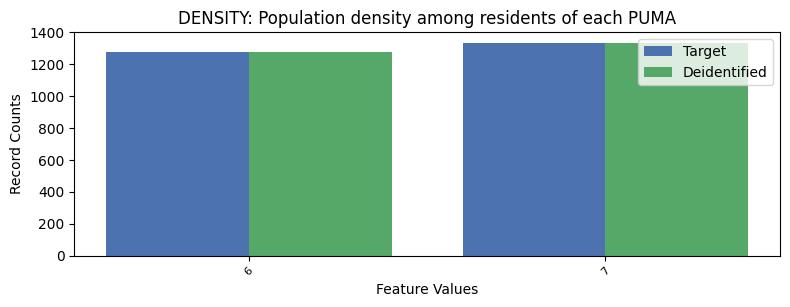 DENSITY: Population density among residents of each PUMA
1400
1200
1000
800
600
400
200
0
Record Counts
Target
Deidentified
6
7
Feature Values